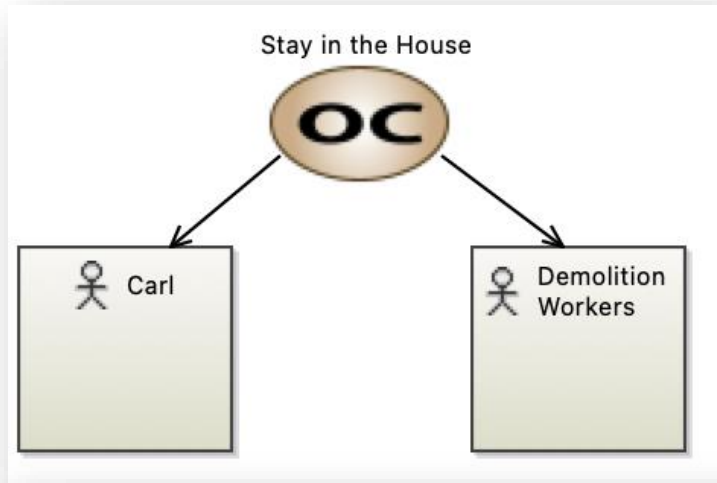 Stay in the House
OC
Carl
Demolition
Workers